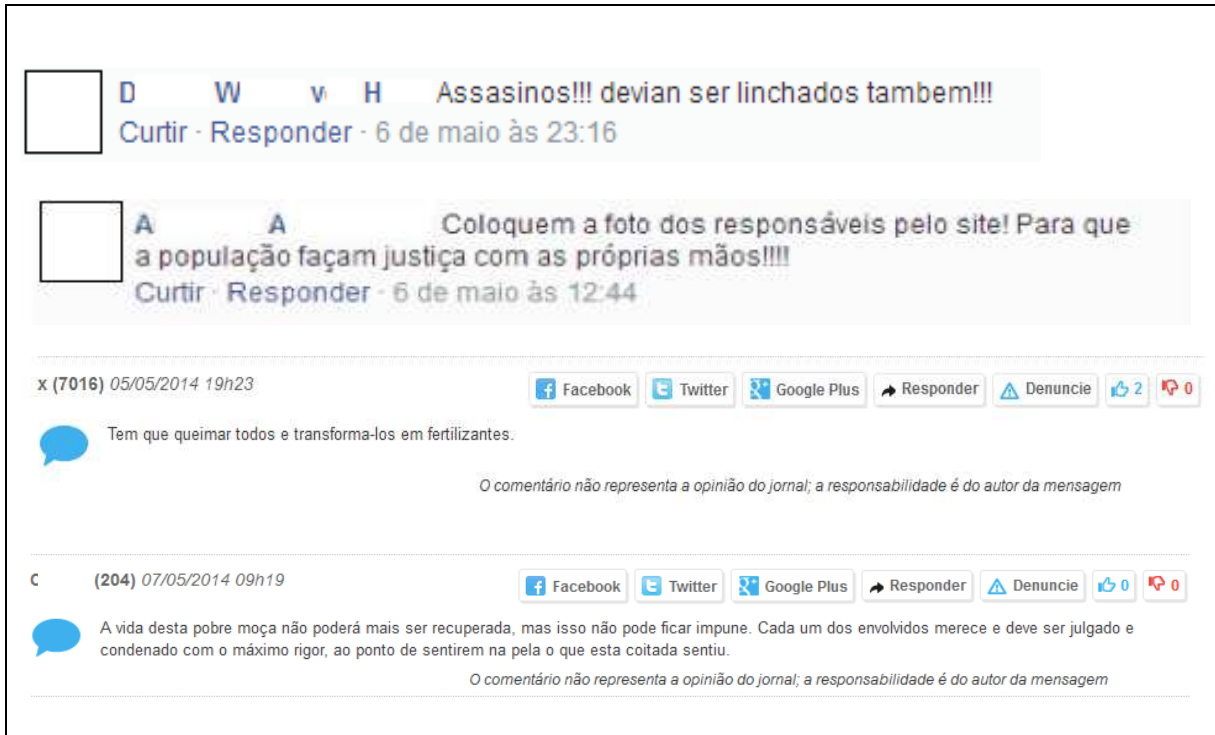 D W v H Assasinos!!! devian ser linchados tambem!!!
Curtir · Responder · 6 de maio às 23:16
A A Coloquem a foto dos responsáveis pelo site! Para que
a população façam justiça com as próprias mãos!!!!
Curtir · Responder · 6 de maio às 12:44
x (7016) 05/05/2014 19h23 Facebook Twitter Google Plus Responder Denuncie 2 0
Tem que queimar todos e transforma-los em fertilizantes.
O comentário não representa a opinião do jornal; a responsabilidade é do autor da mensagem
C (204) 07/05/2014 09h19 Facebook Twitter Google Plus Responder Denuncie 0 0
A vida desta pobre moça não poderá mais ser recuperada, mas isso não pode ficar impune. Cada um dos envolvidos merece e deve ser julgado e
condenado com o máximo rigor, ao ponto de sentirem na pela o que esta coitada sentiu.
O comentário não representa a opinião do jornal; a responsabilidade é do autor da mensagem